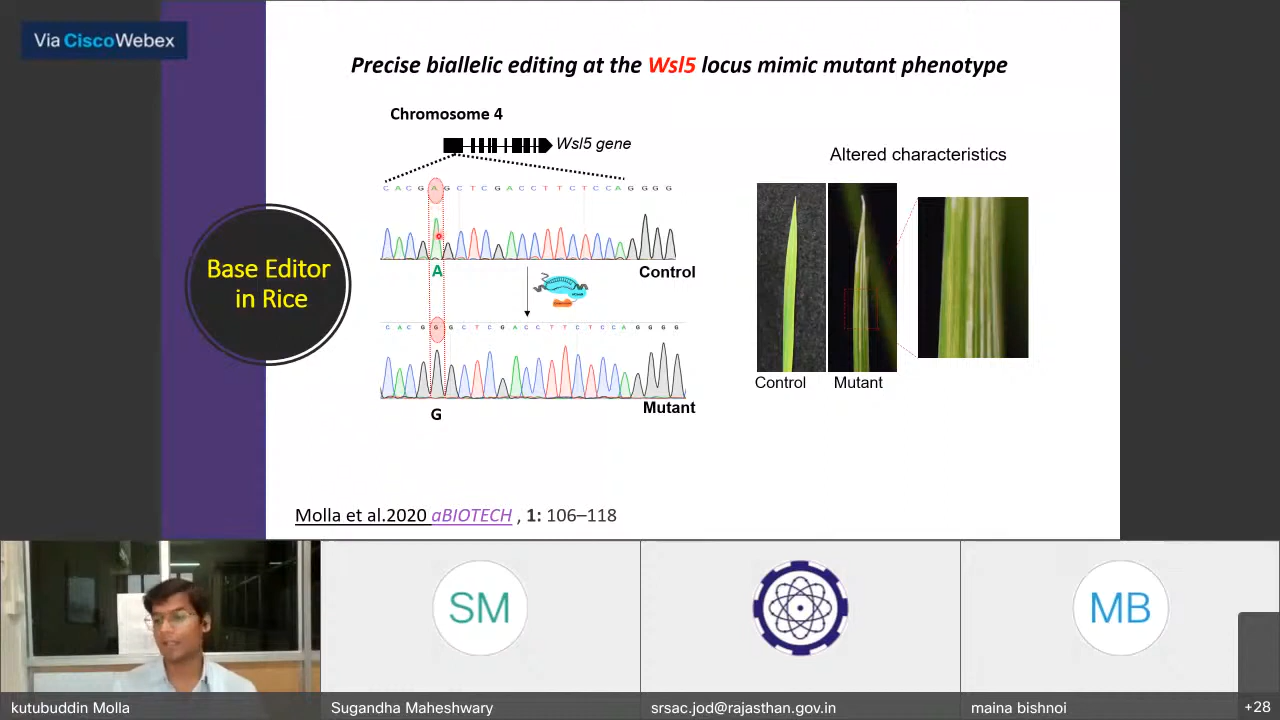 Via Cisco Webex
Precise biallelic editing at the Wsl5 locus mimic mutant phenotype
Chromosome 4
Wsl5 gene
Altered characteristics
C A C G A G C T C G A C C T T C T C C A G G G G
A
Control
Base Editor
in Rice
C A C G G G C T C G A C C T T C T C C A G G G G
Mutant
G
Control
Mutant
Molla et al.2020 aBIOTECH , 1: 106–118
SM
MB
kutubuddin Molla
Sugandha Maheshwary
srsac.jod@rajasthan.gov.in
maina bishnoi
+28